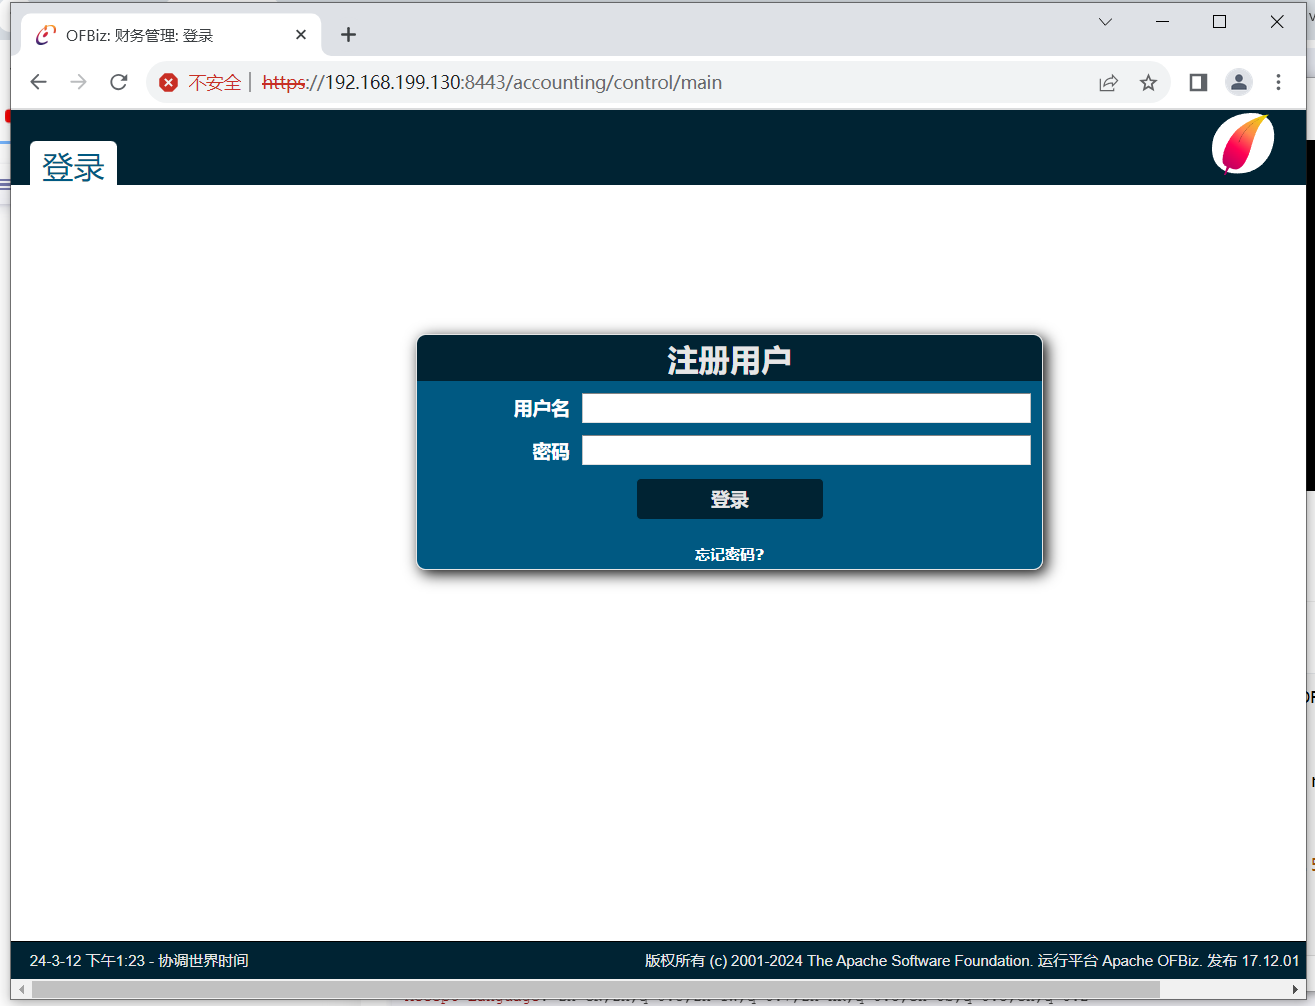 OFBiz: 财务管理: 登录
不安全 | https://192.168.199.130:8443/accounting/control/main
登录
注册用户
用户名
密码
登录
忘记密码?
24-3-12 下午1:23 - 协调世界时间
版权所有 (c) 2001-2024 The Apache Software Foundation. 运行平台 Apache OFBiz. 发布 17.12.01